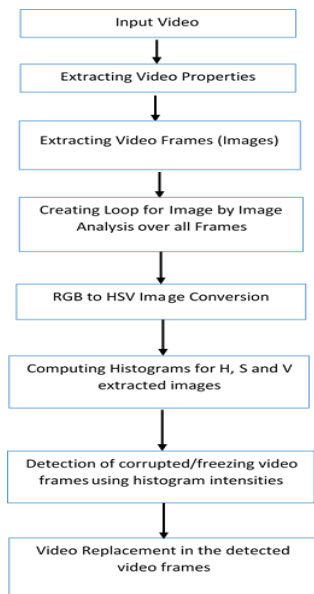 Input Video
Extracting Video Properties
Extracting Video Frames (Images)
Creating Loop for Image by Image
Analysis over all Frames
RGB to HSV Image Conversion
Computing Histograms for H, S and V
extracted images
Detection of corrupted/freezing video
frames using histogram intensities
Video Replacement in the detected
video frames